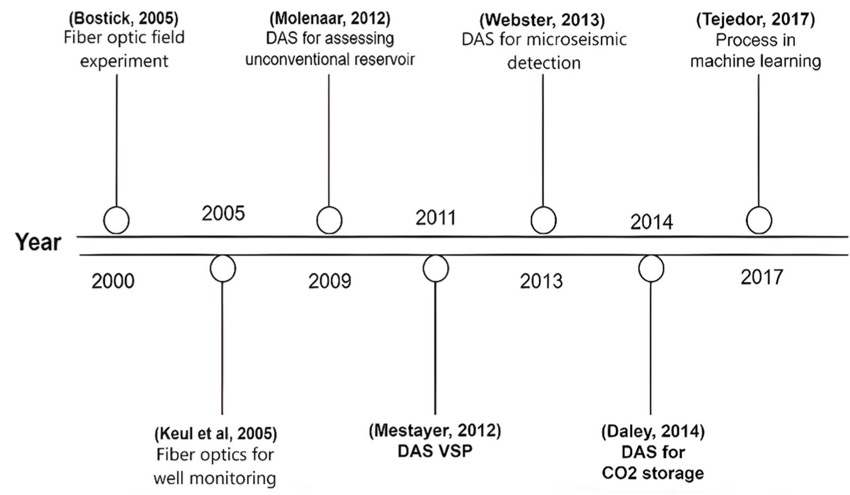 (Bostick, 2005)
Fiber optic field
experiment
(Molenaar, 2012)
DAS for assessing
unconventional reservoir
(Webster, 2013)
DAS for microseismic
detection
(Tejedor, 2017)
Process in
machine learning
2005
2011
2014
Year
2000
2009
2013
2017
(Keul et al, 2005)
Fiber optics for
well monitoring
(Mestayer, 2012)
DAS VSP
(Daley, 2014)
DAS for
CO2 storage